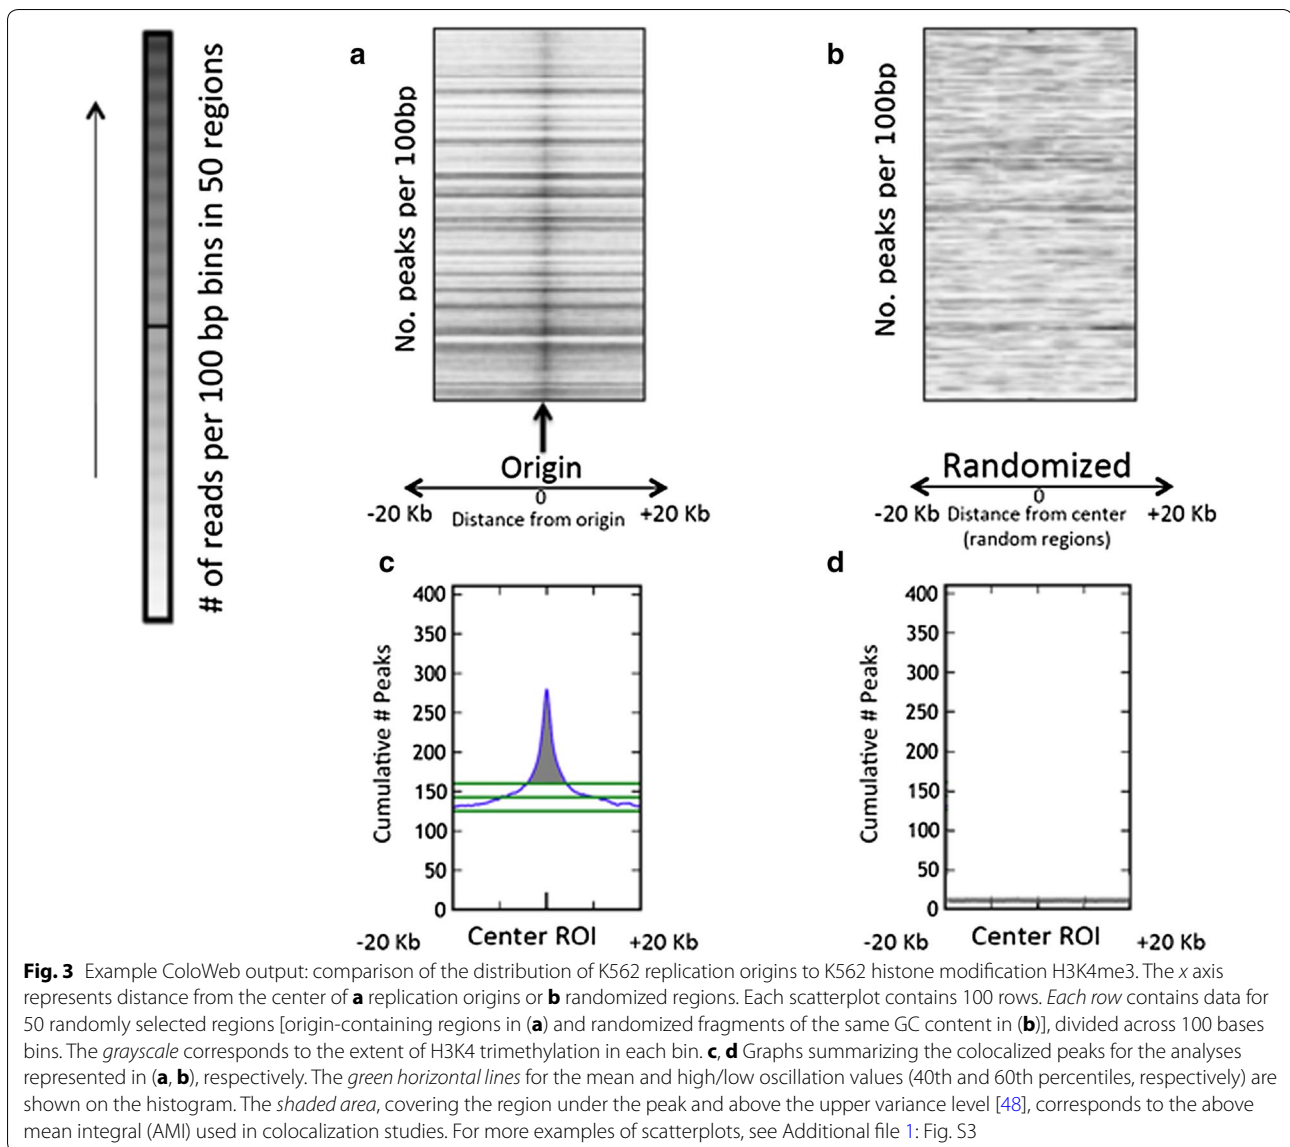 # of reads per 100 bp bins in 50 regions
a
No. peaks per 100bp
Origin
0
-20 Kb Distance from origin +20 Kb
b
No. peaks per 100bp
Randomized
0
-20 Kb Distance from center +20 Kb
(random regions)
c
Cumulative # Peaks
400
350
300
250
200
150
100
50
0
-20 Kb Center ROI +20 Kb
d
Cumulative # Peaks
400
350
300
250
200
150
100
50
0
-20 Kb Center ROI +20 Kb
Fig. 3 Example ColoWeb output: comparison of the distribution of K562 replication origins to K562 histone modification H3K4me3. The x axis
represents distance from the center of a replication origins or b randomized regions. Each scatterplot contains 100 rows. Each row contains data for
50 randomly selected regions [origin-containing regions in (a) and randomized fragments of the same GC content in (b)], divided across 100 bases
bins. The grayscale corresponds to the extent of H3K4 trimethylation in each bin. c, d Graphs summarizing the colocalized peaks for the analyses
represented in (a, b), respectively. The green horizontal lines for the mean and high/low oscillation values (40th and 60th percentiles, respectively) are
shown on the histogram. The shaded area, covering the region under the peak and above the upper variance level [48], corresponds to the above
mean integral (AMI) used in colocalization studies. For more examples of scatterplots, see Additional file 1: Fig. S3